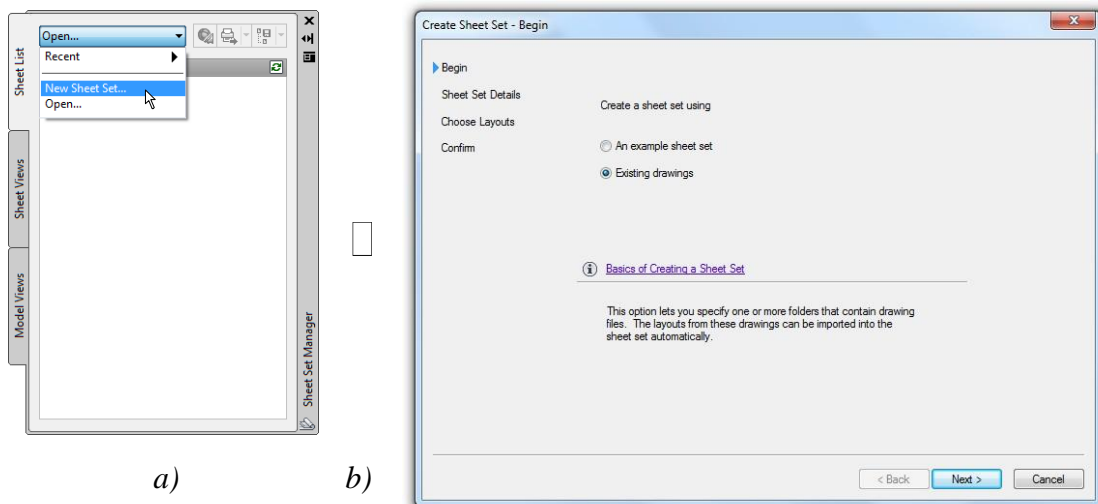 Open...
Recent
New Sheet Set...
Open...
Sheet List
Sheet Views
Model Views
Sheet Set Manager
a)
b)
Create Sheet Set - Begin
Begin
Sheet Set Details
Choose Layouts
Confirm
Create a sheet set using
An example sheet set
Existing drawings
Basics of Creating a Sheet Set
This option lets you specify one or more folders that contain drawing
files. The layouts from these drawings can be imported into the
sheet set automatically.
< Back
Next >
Cancel